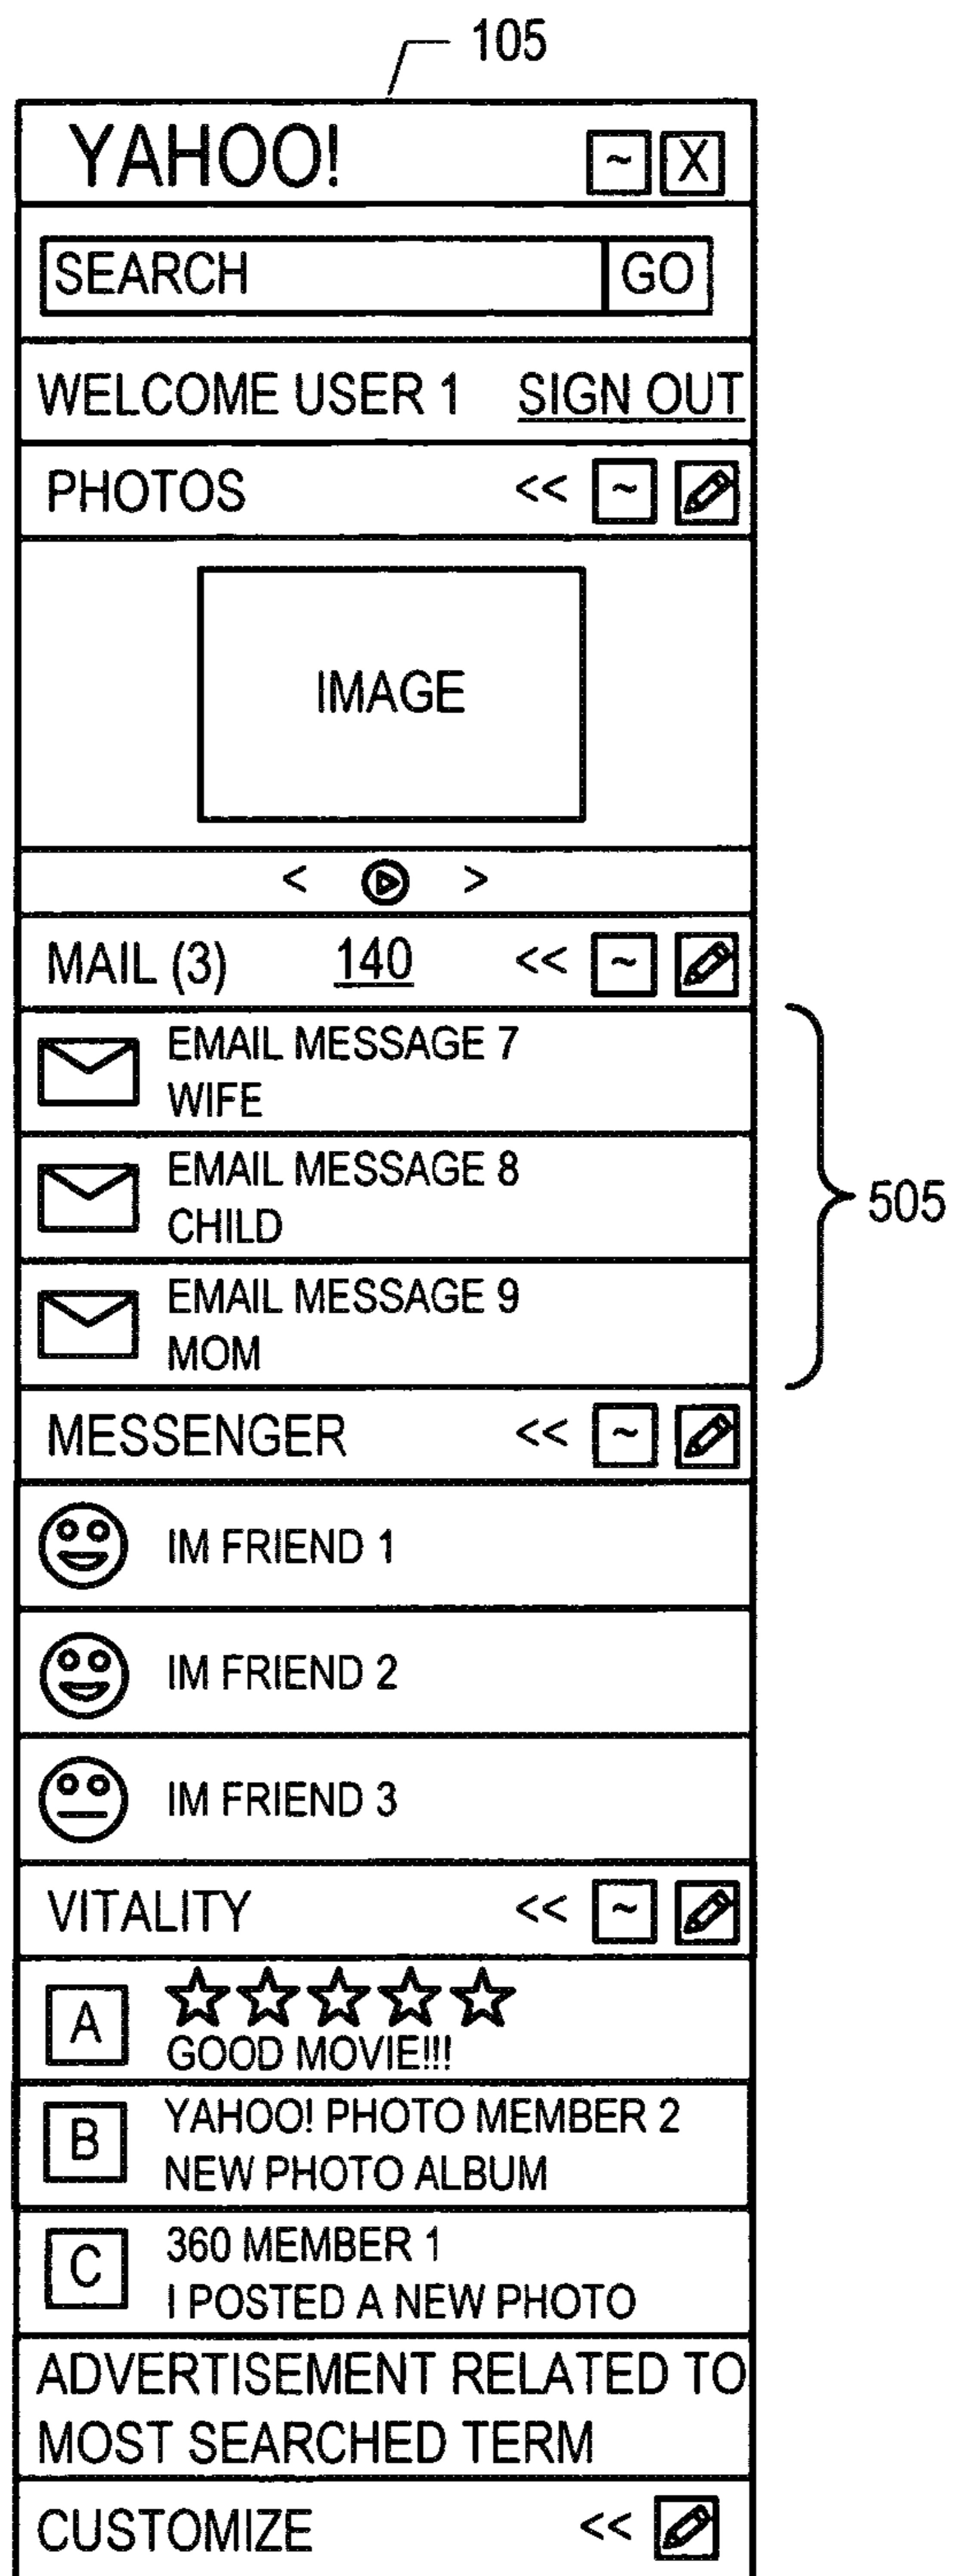 105
YAHOO! ~ X
SEARCH GO
WELCOME USER 1 SIGN OUT
PHOTOS << ~
IMAGE
< >
MAIL (3) 140 << ~
EMAIL MESSAGE 7
WIFE
EMAIL MESSAGE 8
CHILD
505
EMAIL MESSAGE 9
MOM
MESSENGER << ~
IM FRIEND 1
IM FRIEND 2
IM FRIEND 3
VITALITY << ~
A
GOOD MOVIE!!!
B YAHOO! PHOTO MEMBER 2
NEW PHOTO ALBUM
C 360 MEMBER 1
I POSTED A NEW PHOTO
ADVERTISEMENT RELATED TO
MOST SEARCHED TERM
CUSTOMIZE <<